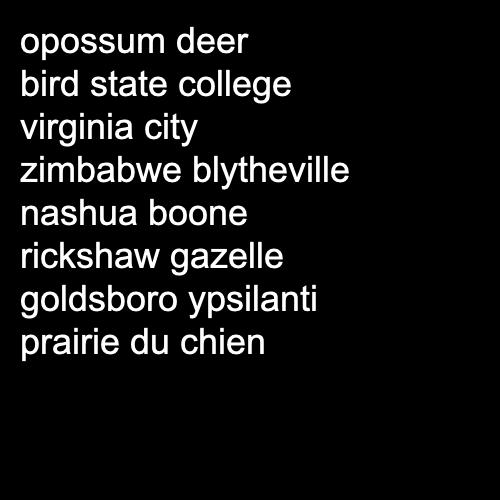 opossum deer
bird state college
virginia city
zimbabwe blytheville
nashua boone
rickshaw gazelle
goldsboro ypsilanti
prairie du chien